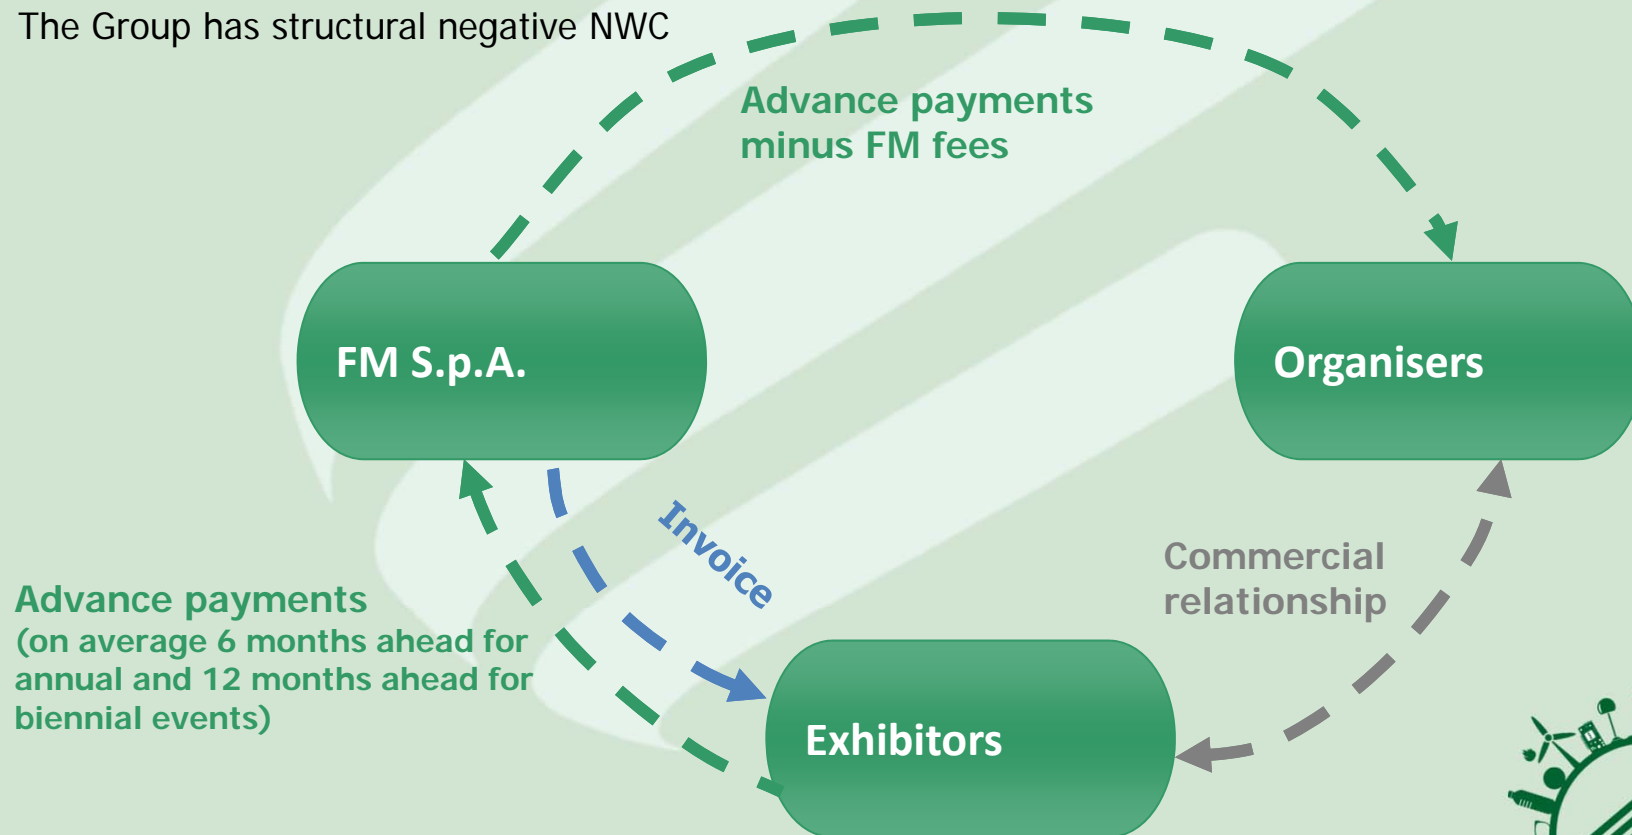 The Group has structural negative NWC
Advance payments
minus FM fees
FM S.p.A.
Organisers
Invoice
Commercial
relationship
Advance payments
(on average 6 months ahead for
annual and 12 months ahead for
biennial events)
Exhibitors